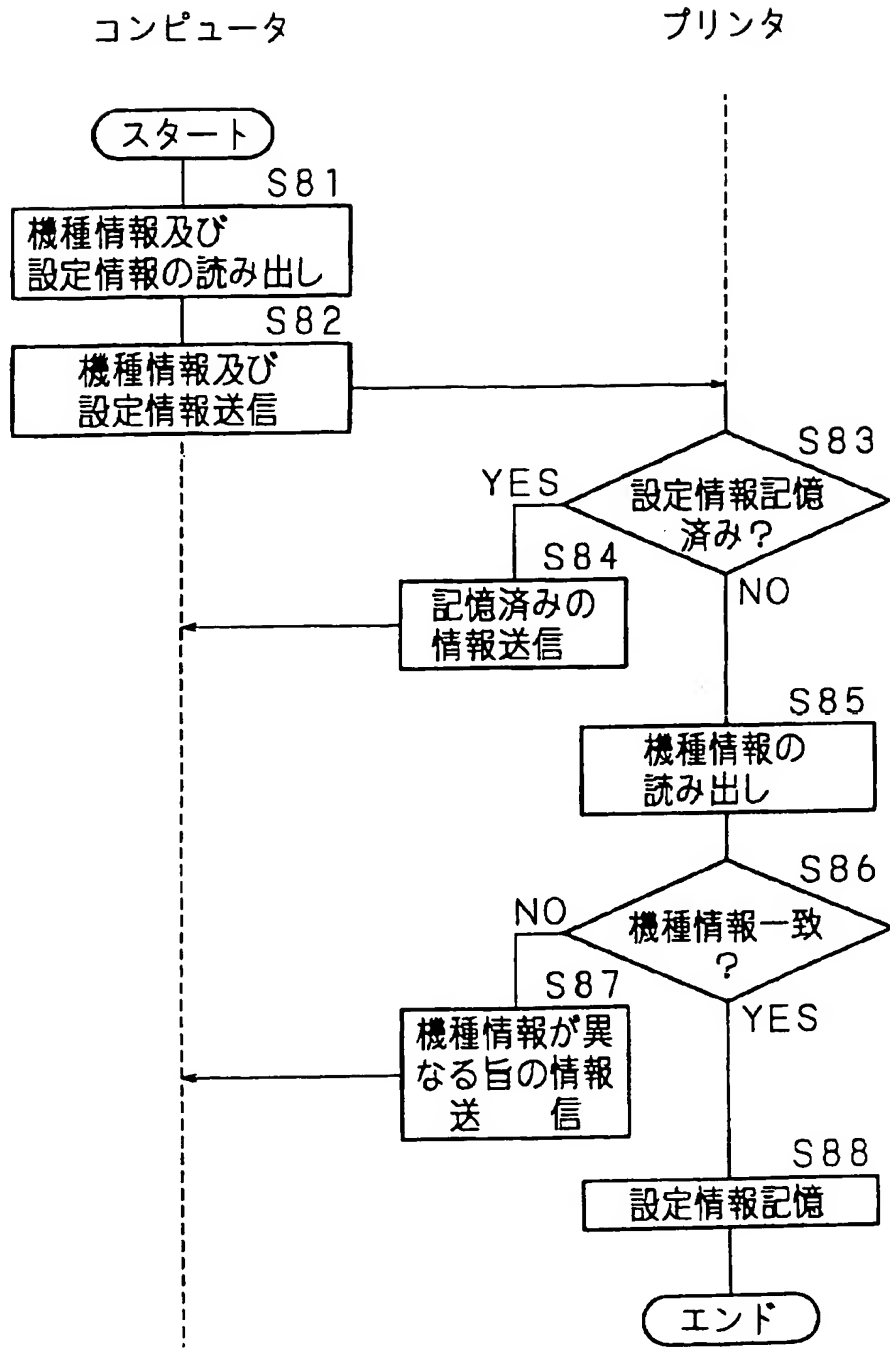 コンピュータ
プリンタ
スタート
S81
機種情報及び
設定情報の読み出し
S82
機種情報及び
設定情報送信
S83
設定情報記憶
済み?
YES
NO
S84
記憶済みの
情報送信
S85
機種情報の
読み出し
S86
機種情報一致
?
NO
YES
S87
機種情報が異
なる旨の情報
送 信
S88
設定情報記憶
エンド